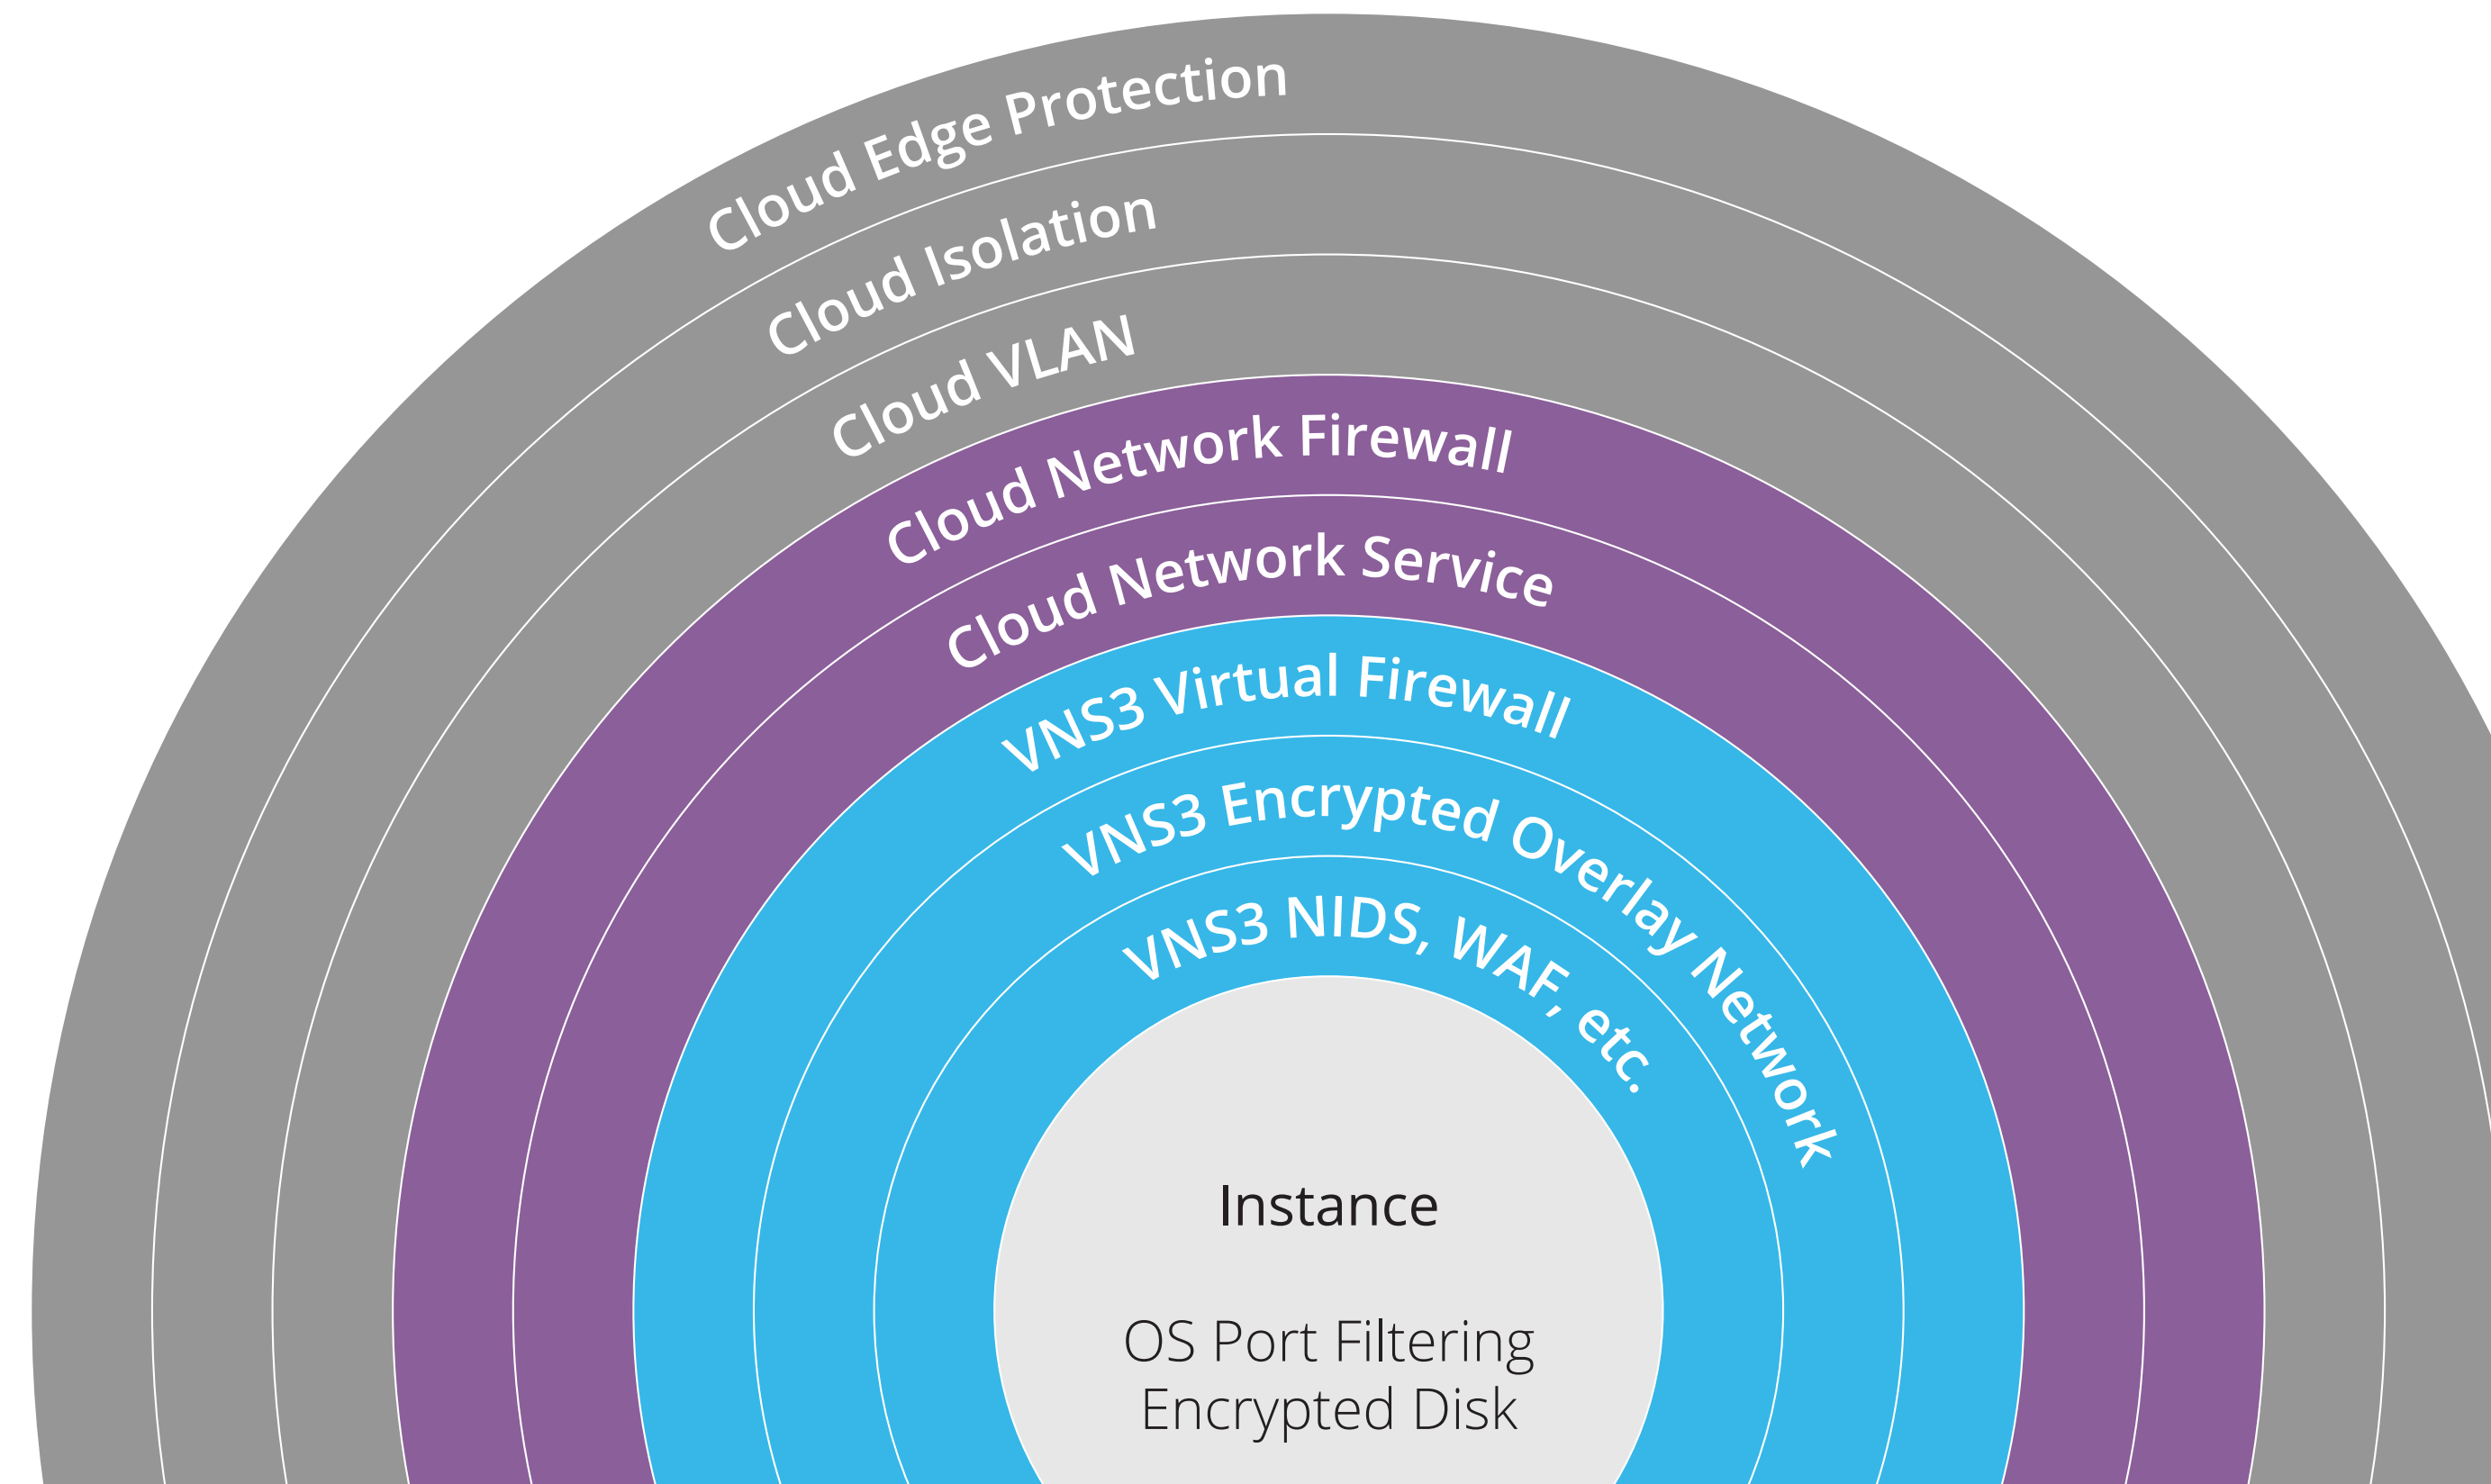 Cloud Edge Protection
Cloud Isolation
Cloud VLAN
Cloud Network Firewall
Cloud Network Service
VNS3 Virtual Firewall
VNS3 Encrypted Overlay Network
VNS3 NIDS, WAF, etc.
Instance
OS Port Filtering
Encrypted Disk